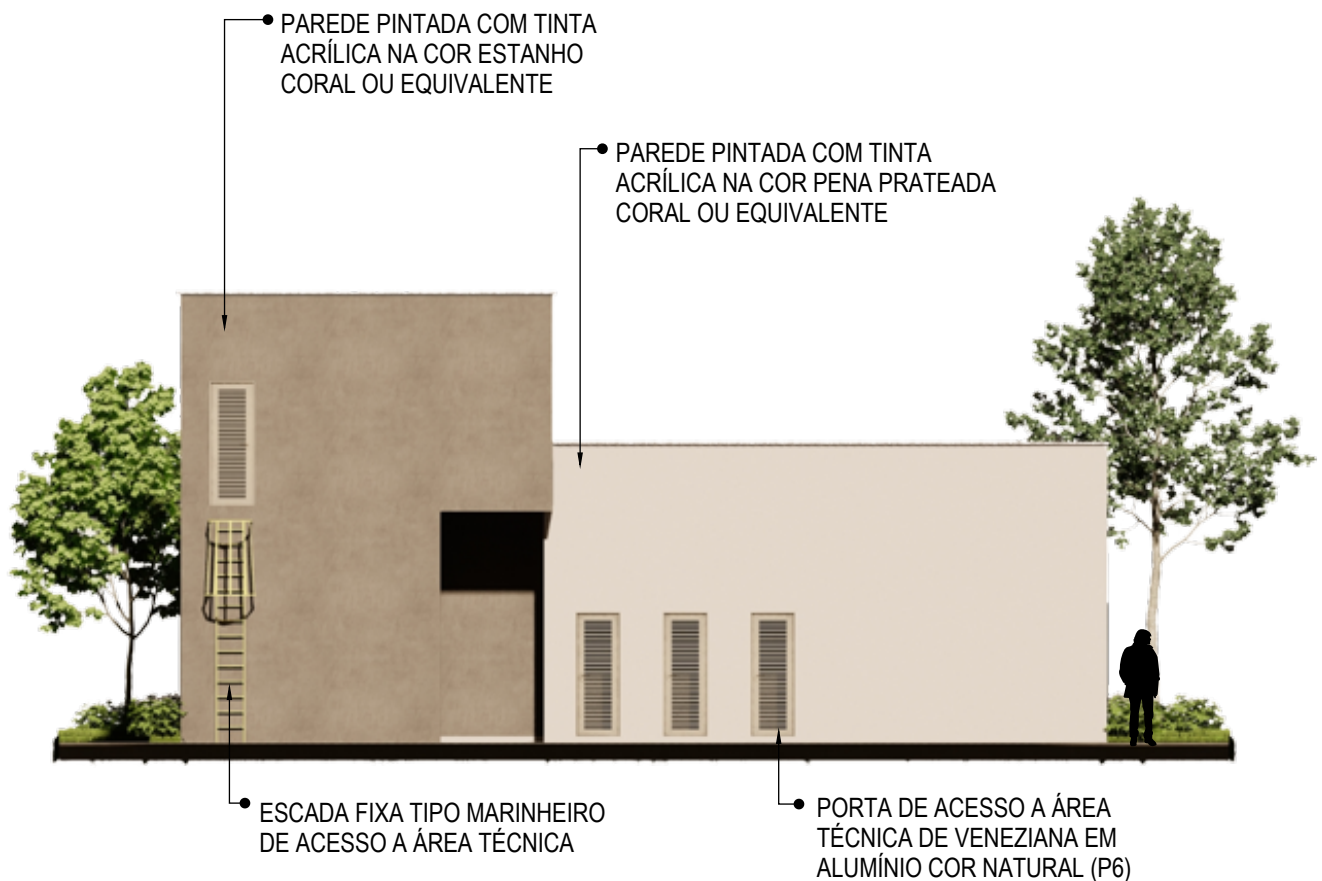 PAREDE PINTADA COM TINTA
ACRÍLICA NA COR ESTANHO
CORAL OU EQUIVALENTE
PAREDE PINTADA COM TINTA
ACRÍLICA NA COR PENA PRATEADA
CORAL OU EQUIVALENTE
ESCADA FIXA TIPO MARINHEIRO
DE ACESSO A ÁREA TÉCNICA
PORTA DE ACESSO A ÁREA
TÉCNICA DE VENEZIANA EM
ALUMÍNIO COR NATURAL (P6)